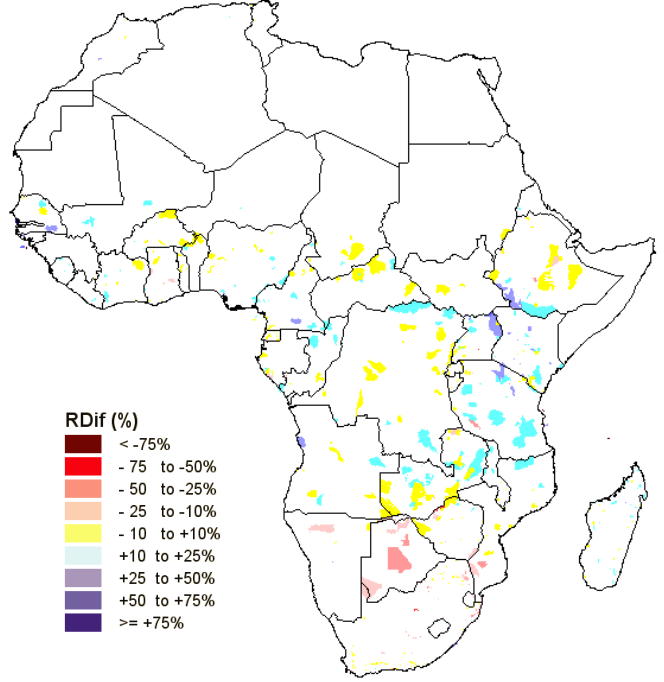 RDif (%)
< -75%
- 75 to -50%
- 50 to -25%
- 25 to -10%
- 10 to +10%
+10 to +25%
+25 to +50%
+50 to +75%
>= +75%